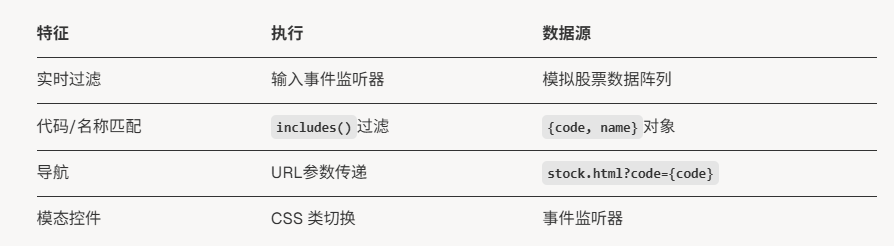 特征 执行 数据源
实时过滤 输入事件监听器 模拟股票数据阵列
代码/名称匹配 includes()过滤 {code, name}对象
导航 URL参数传递 stock.html?code={code}
模态控件 CSS 类切换 事件监听器